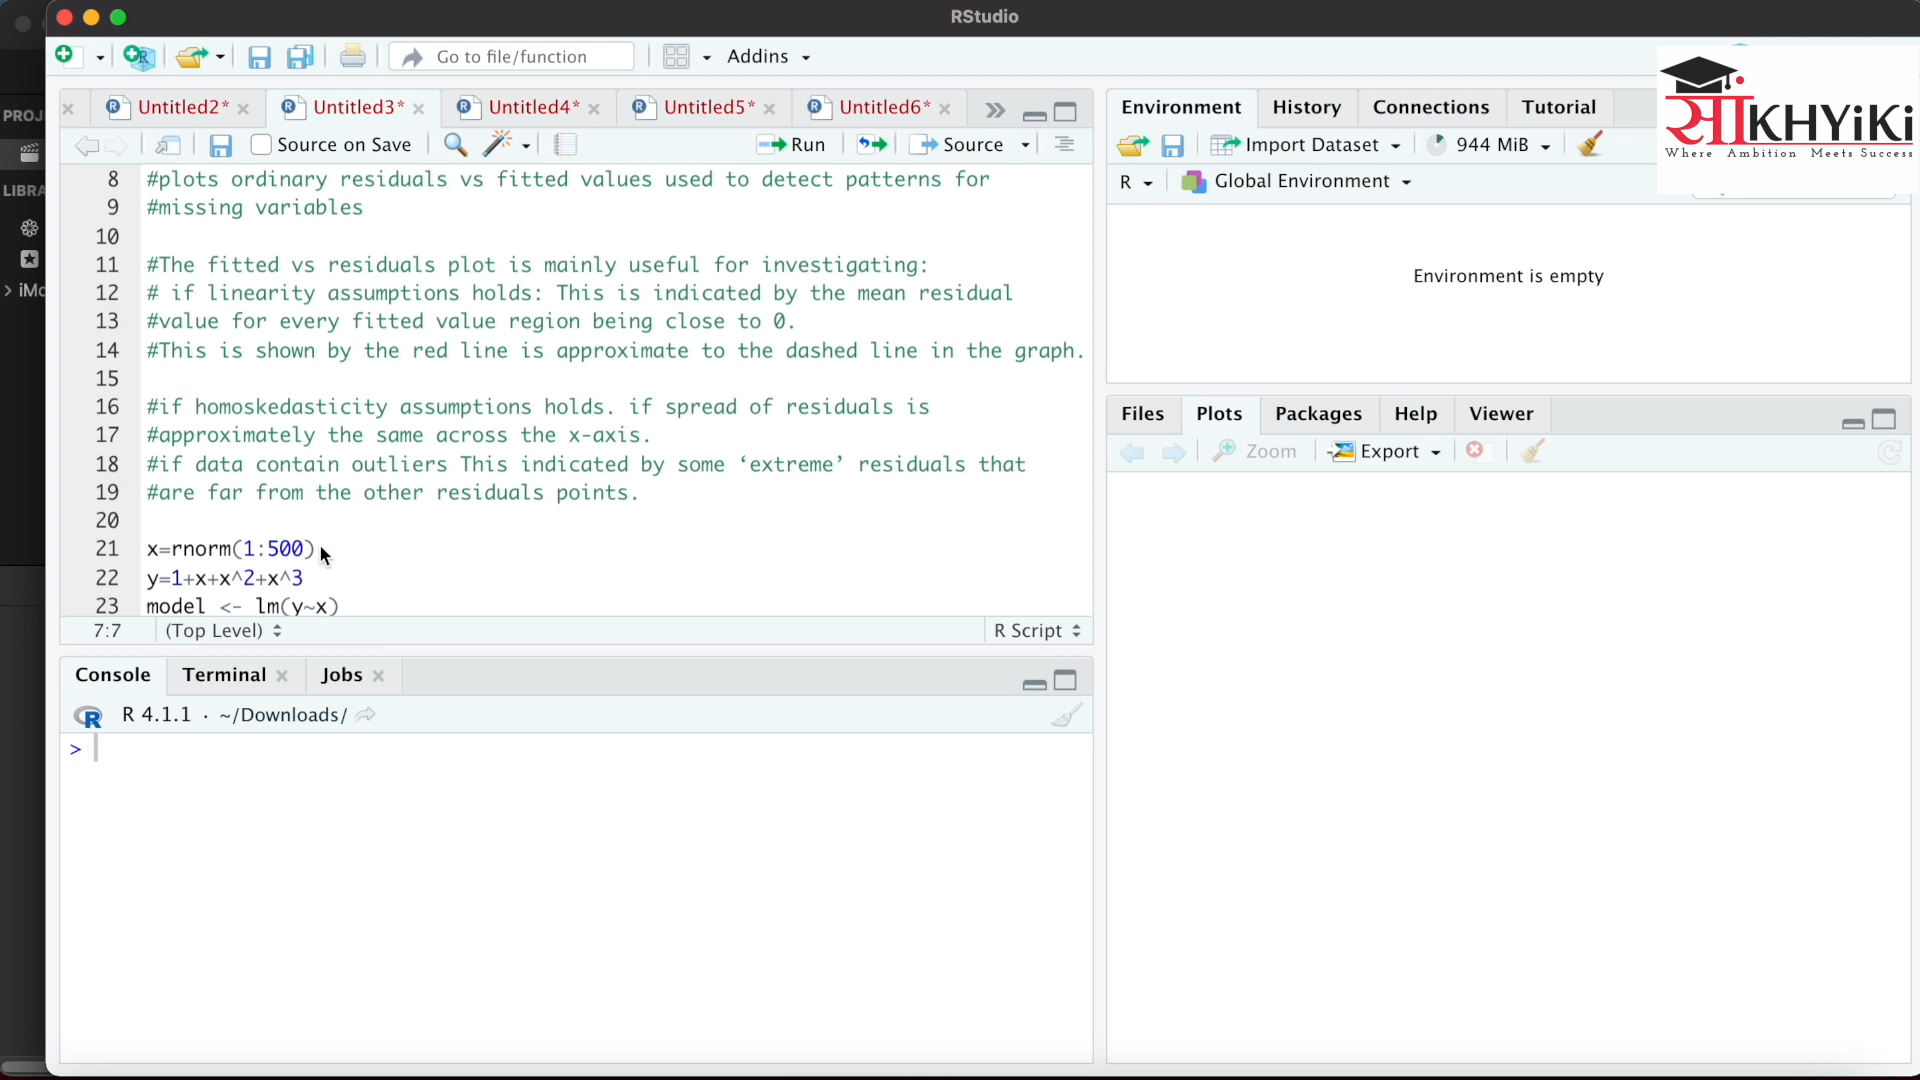 RStudio
Go to file/function
Addins
Untitled2*
Untitled3*
Untitled4*
Untitled5*
Untitled6*
Source on Save
Run
Source
8 #plots ordinary residuals vs fitted values used to detect patterns for
9 #missing variables
10
11 #The fitted vs residuals plot is mainly useful for investigating:
12 # if linearity assumptions holds: This is indicated by the mean residual
13 #value for every fitted value region being close to 0.
14 #This is shown by the red line is approximate to the dashed line in the graph.
15
16 #if homoskedasticity assumptions holds. if spread of residuals is
17 #approximately the same across the x-axis.
18 #if data contain outliers This indicated by some ‘extreme’ residuals that
19 #are far from the other residuals points.
20
21 x=rnorm(1:500)
22 y=1+x+x^2+x^3
23 model <- lm(y~x)
7:7
(Top Level)
R Script
Console
Terminal
Jobs
R 4.1.1 · ~/Downloads/
>
Environment
History
Connections
Tutorial
Import Dataset
944 MiB
R
Global Environment
Environment is empty
Files
Plots
Packages
Help
Viewer
Zoom
Export
सांKHYiKi
Where Ambition Meets Success
PROJ
LIBRA
iMo